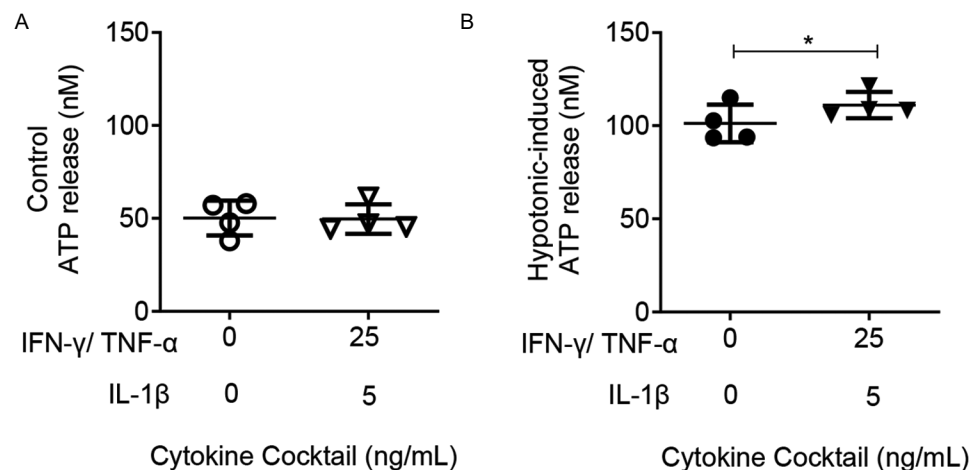 A
Control
ATP release (nM)
150
100
50
0
IFN-γ/ TNF-α 0 25
IL-1β 0 5
Cytokine Cocktail (ng/mL)
B
Hypotonic-induced
ATP release (nM)
150
100
50
0
*
IFN-γ/ TNF-α 0 25
IL-1β 0 5
Cytokine Cocktail (ng/mL)